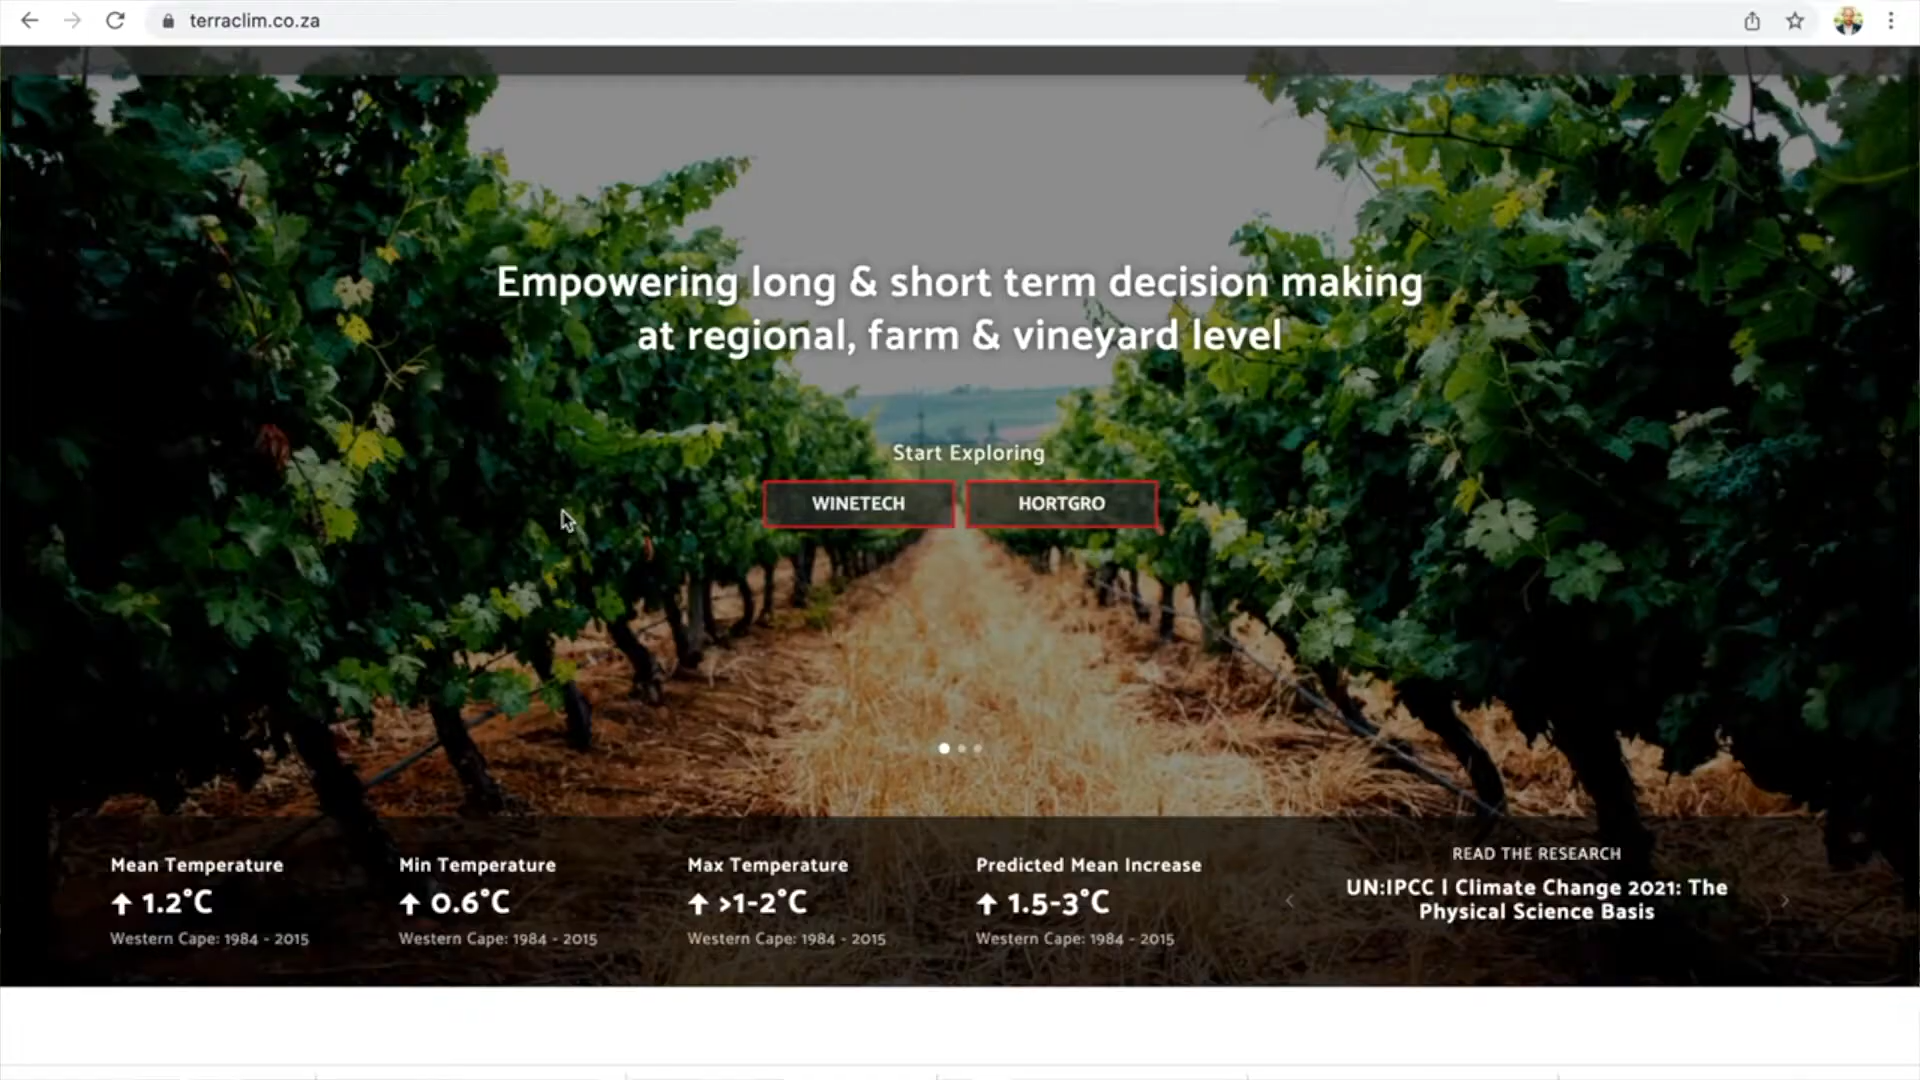 terraclim.co.za
Empowering long & short term decision making
at regional, farm & vineyard level
Start Exploring
WINETECH
HORTGRO
Mean Temperature
↑ 1.2°C
Western Cape: 1984 - 2015
Min Temperature
↑ 0.6°C
Western Cape: 1984 - 2015
Max Temperature
↑ >1-2°C
Western Cape: 1984 - 2015
Predicted Mean Increase
↑ 1.5-3°C
Western Cape: 1984 - 2015
READ THE RESEARCH
UN:IPCC | Climate Change 2021: The
Physical Science Basis